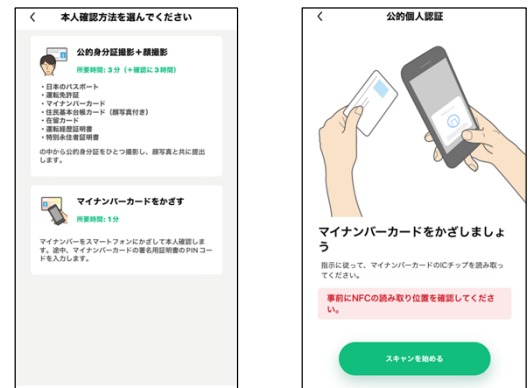 本人確認方法を選んでください
公的身分証撮影＋顔撮影
所要時間：3分（＋確認に3時間）
・日本のパスポート
・運転免許証
・マイナンバーカード
・住民基本台帳カード（顔写真付き）
・在留カード
・運転経歴証明書
・特別永住者証明書
の中から公的身分証をひとつ撮影し、顔写真と共に提出
します。
マイナンバーカードをかざす
所要時間：1分
マイナンバーをスマートフォンにかざして本人確認しま
す。途中、マイナンバーカードの署名用証明書のPINコー
ドを入力します。
公的個人認証
マイナンバーカードをかざしましょ
う
指示に従って、マイナンバーカードのICチップを読み取っ
てください。
事前にNFCの読み取り位置を確認してくださ
い。
スキャンを始める